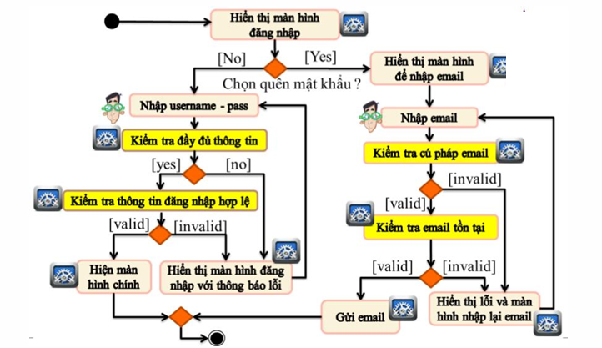 Hiển thị màn hình
đăng nhập
[No]
[Yes]
Hiển thị màn hình
để nhập email
Chọn quên mật khẩu ?
Nhập username - pass
Nhập email
Kiểm tra đầy đủ thông tin
Kiểm tra cú pháp email
[yes]
[no]
[invalid]
[valid]
Kiểm tra thông tin đăng nhập hợp lệ
Kiểm tra email tồn tại
[valid]
[invalid]
[valid]
[invalid]
Hiện màn
hình chính
Hiển thị màn hình đăng
nhập với thông báo lỗi
Gửi email
Hiển thị lỗi và màn
hình nhập lại email